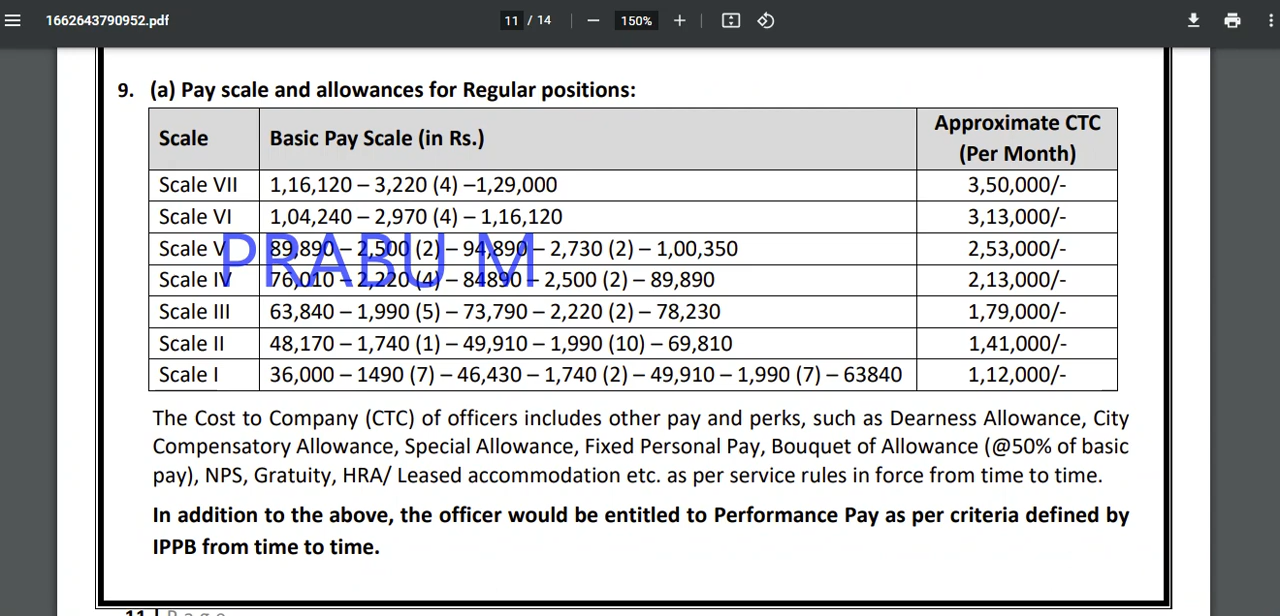 1662643790952.pdf
11 / 14
150%
9. (a) Pay scale and allowances for Regular positions:
Scale Basic Pay Scale (in Rs.) Approximate CTC (Per Month)
Scale VII 1,16,120 – 3,220 (4) –1,29,000 3,50,000/-
Scale VI 1,04,240 – 2,970 (4) – 1,16,120 3,13,000/-
Scale V 89,890 – 2,500 (2) – 94,890 – 2,730 (2) – 1,00,350 2,53,000/-
PRABU M
Scale IV 76,010 – 2,220 (4) – 84890 – 2,500 (2) – 89,890 2,13,000/-
Scale III 63,840 – 1,990 (5) – 73,790 – 2,220 (2) – 78,230 1,79,000/-
Scale II 48,170 – 1,740 (1) – 49,910 – 1,990 (10) – 69,810 1,41,000/-
Scale I 36,000 – 1490 (7) – 46,430 – 1,740 (2) – 49,910 – 1,990 (7) – 63840 1,12,000/-
The Cost to Company (CTC) of officers includes other pay and perks, such as Dearness Allowance, City
Compensatory Allowance, Special Allowance, Fixed Personal Pay, Bouquet of Allowance (@50% of basic
pay), NPS, Gratuity, HRA/ Leased accommodation etc. as per service rules in force from time to time.
In addition to the above, the officer would be entitled to Performance Pay as per criteria defined by
IPPB from time to time.
11 | Page